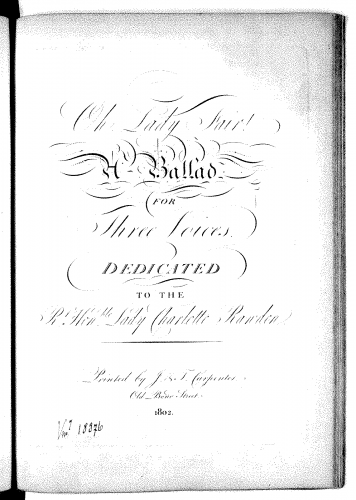 Oh Lady Fair!
A Ballad
FOR
Three Voices,
DEDICATED
TO THE
Rt. Honble. Lady Charlotte Rawdon
Printed by J & T. Carpenter
Old Bond Street
1802.
18976